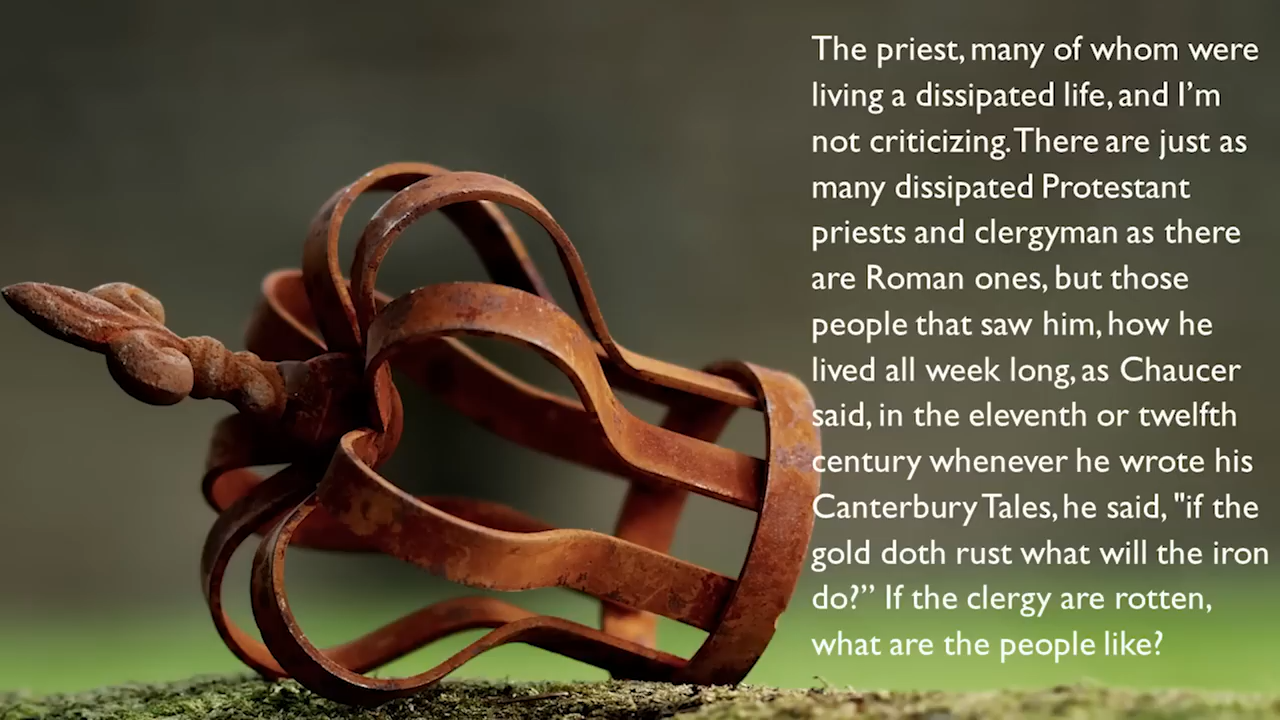 The priest, many of whom were
living a dissipated life, and I’m
not criticizing. There are just as
many dissipated Protestant
priests and clergyman as there
are Roman ones, but those
people that saw him, how he
lived all week long, as Chaucer
said, in the eleventh or twelfth
century whenever he wrote his
Canterbury Tales, he said, "if the
gold doth rust what will the iron
do?” If the clergy are rotten,
what are the people like?